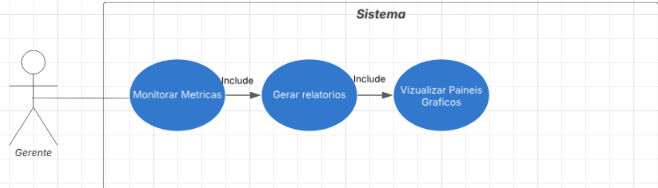 Sistema
Include
Include
Monitorar Metricas
Gerar relatorios
Vizualizar Paineis
Graficos
Gerente